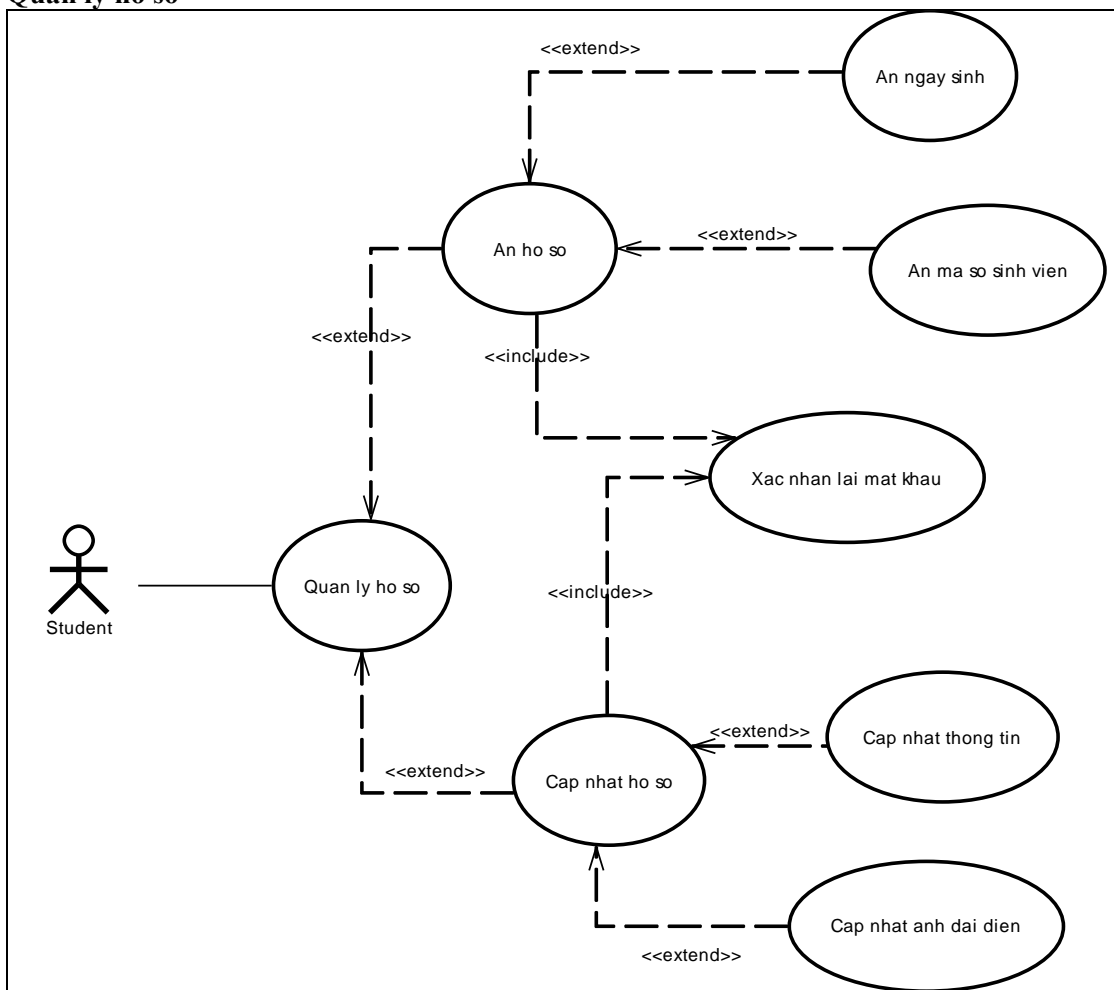 Quan ly ho so
<<extend>>
An ngay sinh
<<extend>>
An ho so
An ma so sinh vien
<<extend>>
<<include>>
Xac nhan lai mat khau
Quan ly ho so
<<include>>
Student
<<extend>>
Cap nhat thong tin
<<extend>>
Cap nhat ho so
Cap nhat anh dai dien
<<extend>>